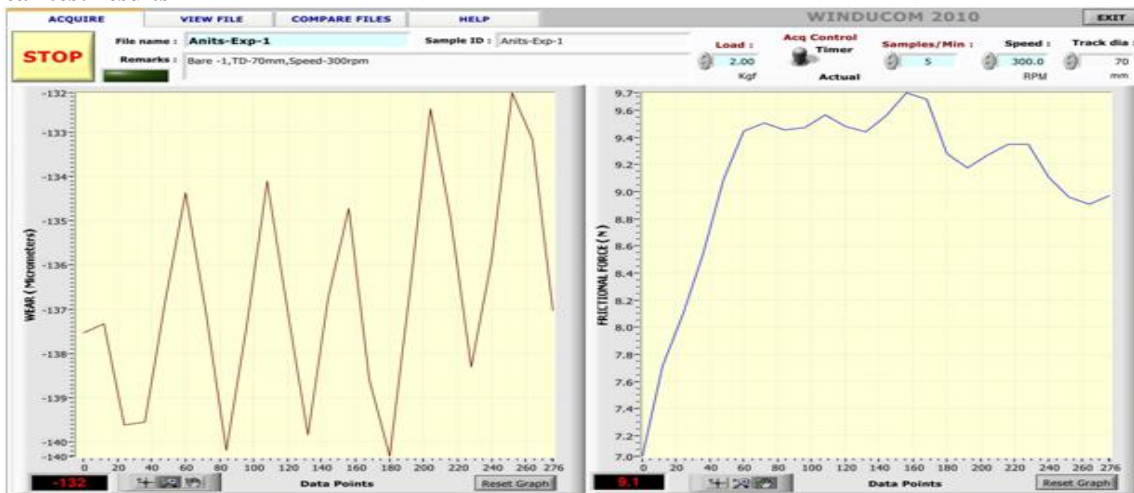 ACQUIRE VIEW FILE COMPARE FILES HELP WINDUCOM 2010 EXIT
STOP
File name : Anits-Exp-1 Sample ID : Anits-Exp-1
Remarks : Bare -1,TD-70mm,Speed-300rpm
Load : Acq Control Samples/Min : Speed : Track dia :
Timer
2.00 5 300.0 70
Kgf Actual RPM mm
WEAR (Micrometers)
-132
-133
-134
-135
-136
-137
-138
-139
-140
-140
0 20 40 60 80 100 120 140 160 180 200 220 240 260 276
-132 Data Points Reset Graph
FRICTIONAL FORCE (N)
9.7
9.6
9.4
9.2
9.0
8.8
8.6
8.4
8.2
8.0
7.8
7.6
7.4
7.2
7.0
0 20 40 60 80 100 120 140 160 180 200 220 240 260 276
9.1 Data Points Reset Graph